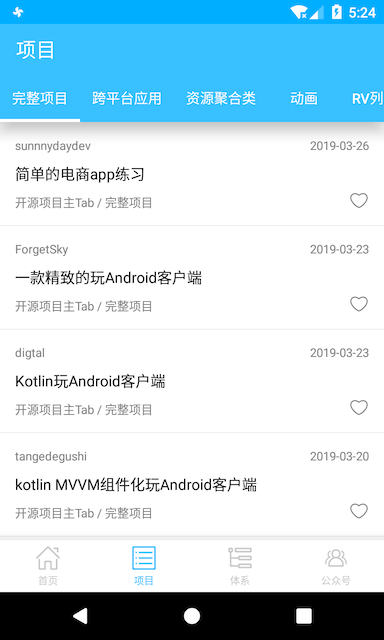 5:24
项目
完整项目 跨平台应用 资源聚合类 动画 RV列
sunnnydaydev 2019-03-26
简单的电商app练习
开源项目主Tab / 完整项目
ForgetSky 2019-03-23
一款精致的玩Android客户端
开源项目主Tab / 完整项目
digtal 2019-03-23
Kotlin玩Android客户端
开源项目主Tab / 完整项目
tangedegushi 2019-03-20
kotlin MVVM组件化玩Android客户端
开源项目主Tab / 完整项目
首页 项目 体系 公众号